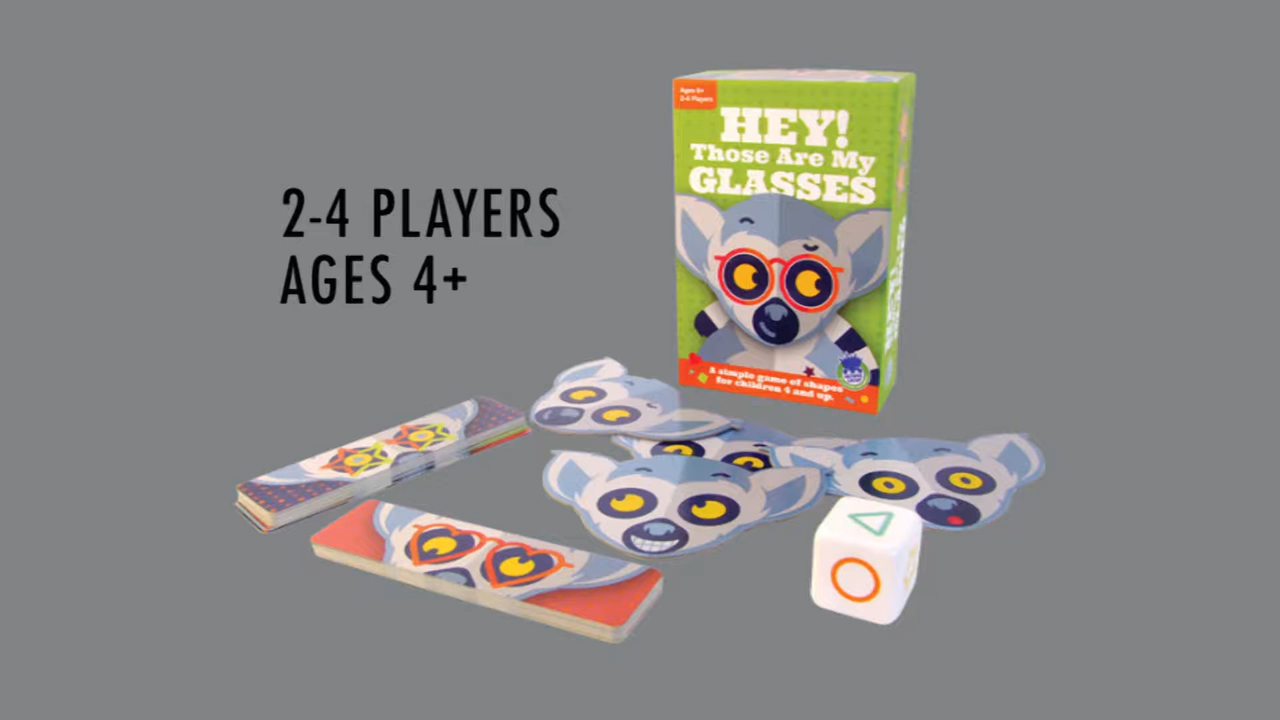 2-4 PLAYERS
AGES 4+
Ages 4+
2-4 Players
HEY!
Those Are My
GLASSES
A simple game of shapes
for children 4 and up.